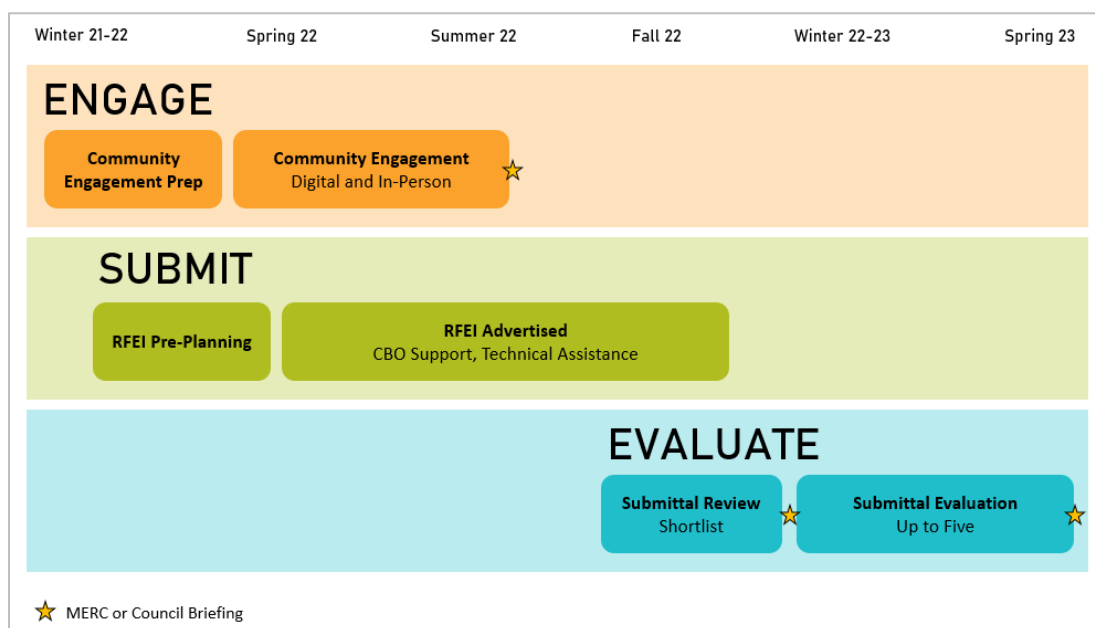 Winter 21-22 Spring 22 Summer 22 Fall 22 Winter 22-23 Spring 23
ENGAGE
Community
Engagement Prep
Community Engagement
Digital and In-Person
SUBMIT
RFEI Pre-Planning
RFEI Advertised
CBO Support, Technical Assistance
EVALUATE
Submittal Review
Shortlist
Submittal Evaluation
Up to Five
MERC or Council Briefing